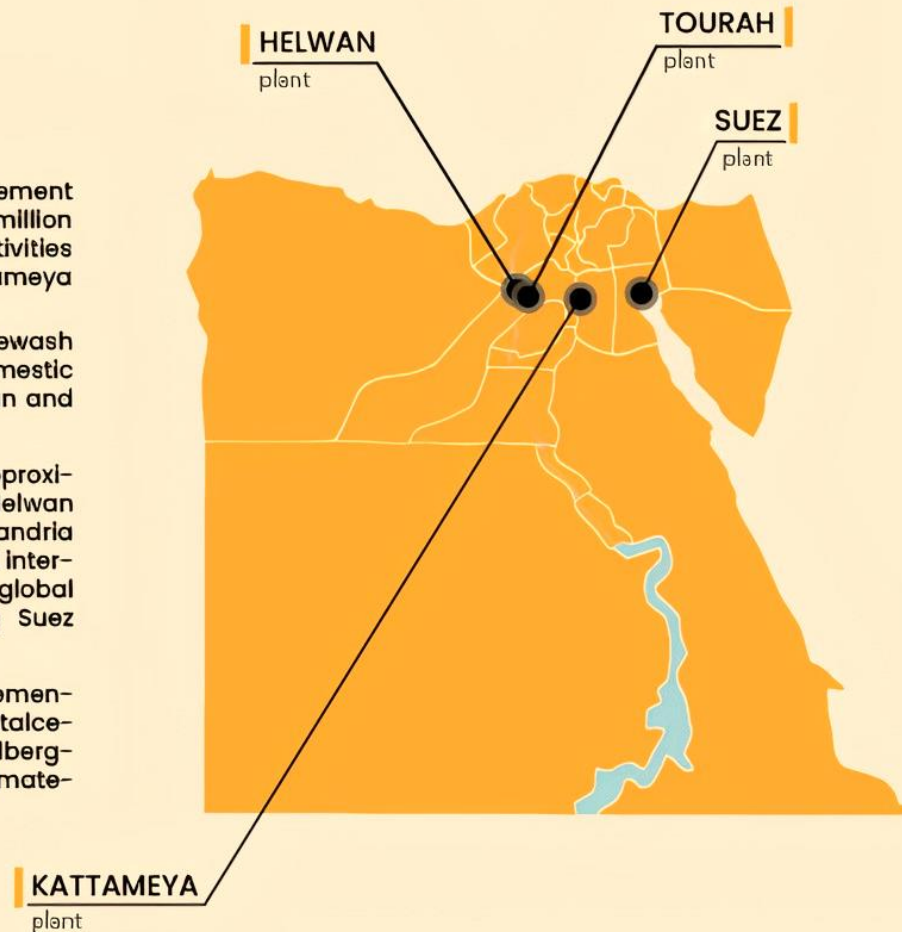 HELWAN
plant
TOURAH
plant
SUEZ
plant
ement
million
tivities
ameya
ewash
mestic
n and
proxi-
elwan
andria
inter-
global
Suez
emen-
talce-
lberg-
mate-
KATTAMEYA
plant